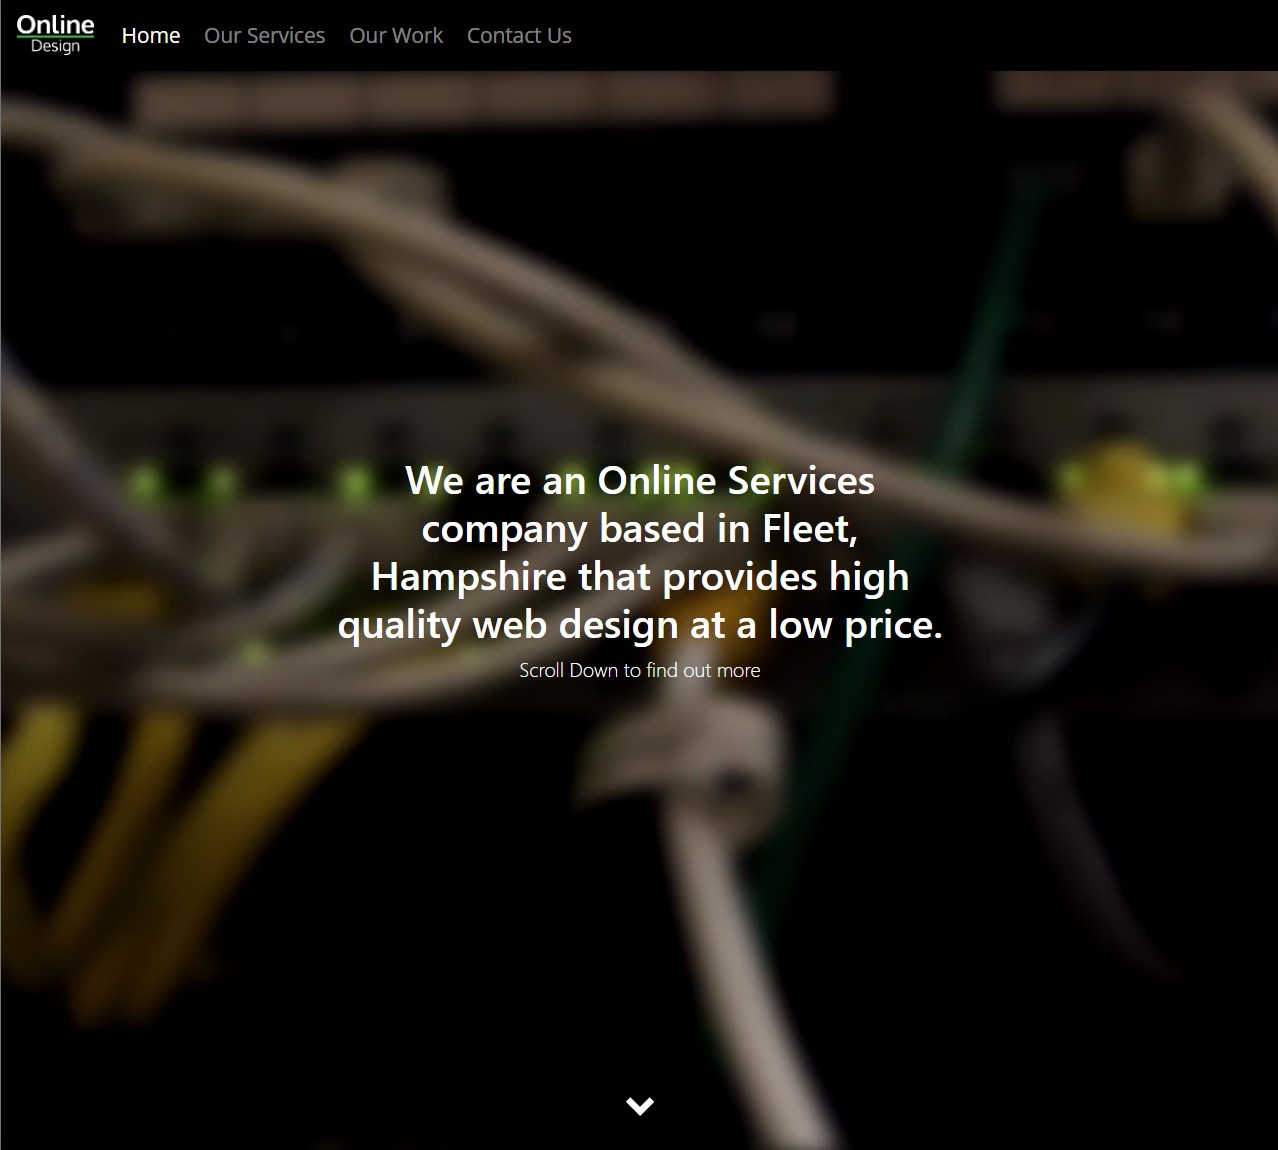 Online
Design
Home Our Services Our Work Contact Us
We are an Online Services
company based in Fleet,
Hampshire that provides high
quality web design at a low price.
Scroll Down to find out more